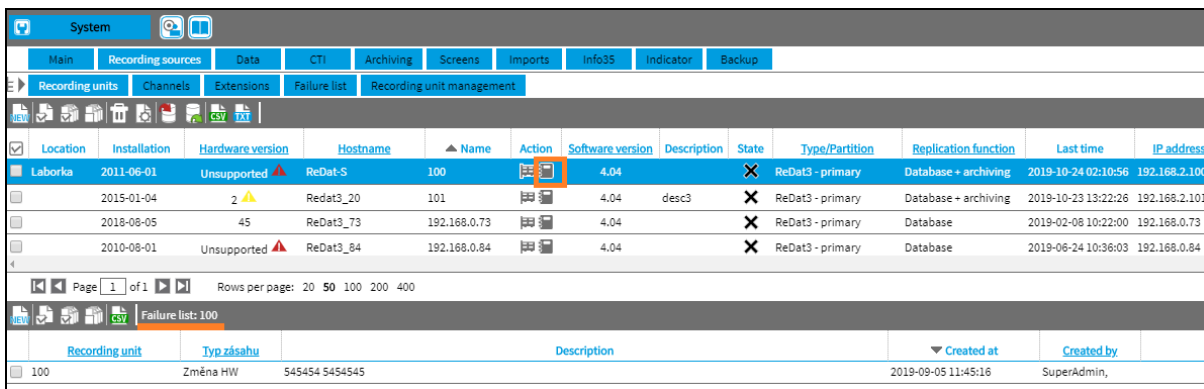 System
Main Recording sources Data CTI Archiving Screens Imports Info35 Indicator Backup
Recording units Channels Extensions Failure list Recording unit management
NEW CSV TXT
Location Installation Hardware version Hostname Name Action Software version Description State Type/Partition Replication function Last time IP address
Laborka 2011-06-01 Unsupported ReDat-S 100 4.04 ReDat3 - primary Database + archiving 2019-10-24 02:10:56 192.168.2.100
2015-01-04 2 Redat3_20 101 4.04 desc3 ReDat3 - primary Database + archiving 2019-10-23 13:22:26 192.168.2.101
2018-08-05 45 ReDat3_73 192.168.0.73 4.04 ReDat3 - primary Database 2019-02-08 10:22:00 192.168.0.73
2010-08-01 Unsupported ReDat3_84 192.168.0.84 4.04 ReDat3 - primary Database 2019-06-24 10:36:03 192.168.0.84
Page 1 of 1 Rows per page: 20 50 100 200 400
NEW CSV Failure list: 100
Recording unit Typ zásahu Description Created at Created by
100 Změna HW 545454 5454545 2019-09-05 11:45:16 SuperAdmin,